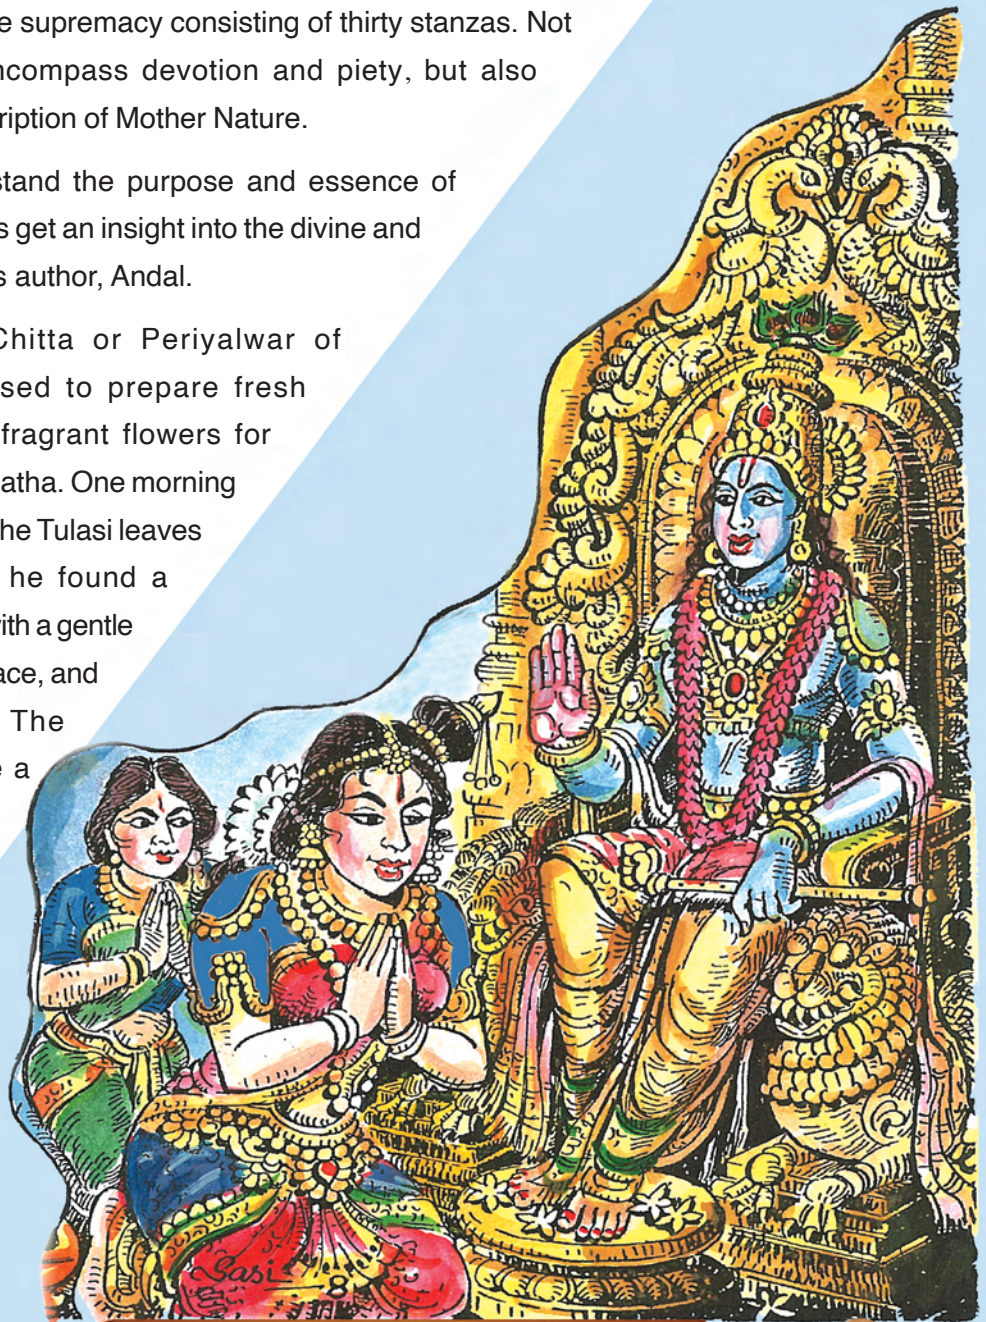 e supremacy consisting of thirty stanzas. Not
ncompass devotion and piety, but also
ription of Mother Nature.
stand the purpose and essence of
s get an insight into the divine and
s author, Andal.
Chitta or Periyalwar of
sed to prepare fresh
fragrant flowers for
atha. One morning
he Tulasi leaves
he found a
with a gentle
ace, and
The
e a
Sasi